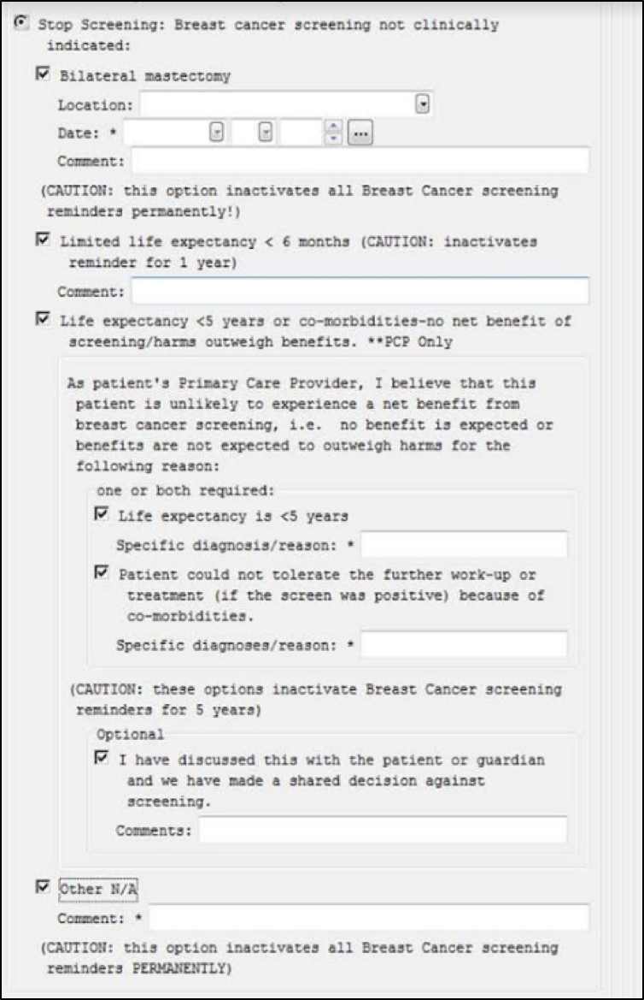 Stop Screening: Breast cancer screening not clinically
indicated:
Bilateral mastectomy
Location:
Date: *
...
Comment:
(CAUTION: this option inactivates all Breast Cancer screening
reminders permanently!)
Limited life expectancy < 6 months (CAUTION: inactivates
reminder for 1 year)
Comment:
Life expectancy <5 years or co-morbidities-no net benefit of
screening/harms outweigh benefits. **PCP Only
As patient's Primary Care Provider, I believe that this
patient is unlikely to experience a net benefit from
breast cancer screening, i.e. no benefit is expected or
benefits are not expected to outweigh harms for the
following reason:
one or both required:
Life expectancy is <5 years
Specific diagnosis/reason: *
Patient could not tolerate the further work-up or
treatment (if the screen was positive) because of
co-morbidities.
Specific diagnoses/reason: *
(CAUTION: these options inactivate Breast Cancer screening
reminders for 5 years)
Optional
I have discussed this with the patient or guardian
and we have made a shared decision against
screening.
Comments:
Other N/A
Comment: *
(CAUTION: this option inactivates all Breast Cancer screening
reminders PERMANENTLY)